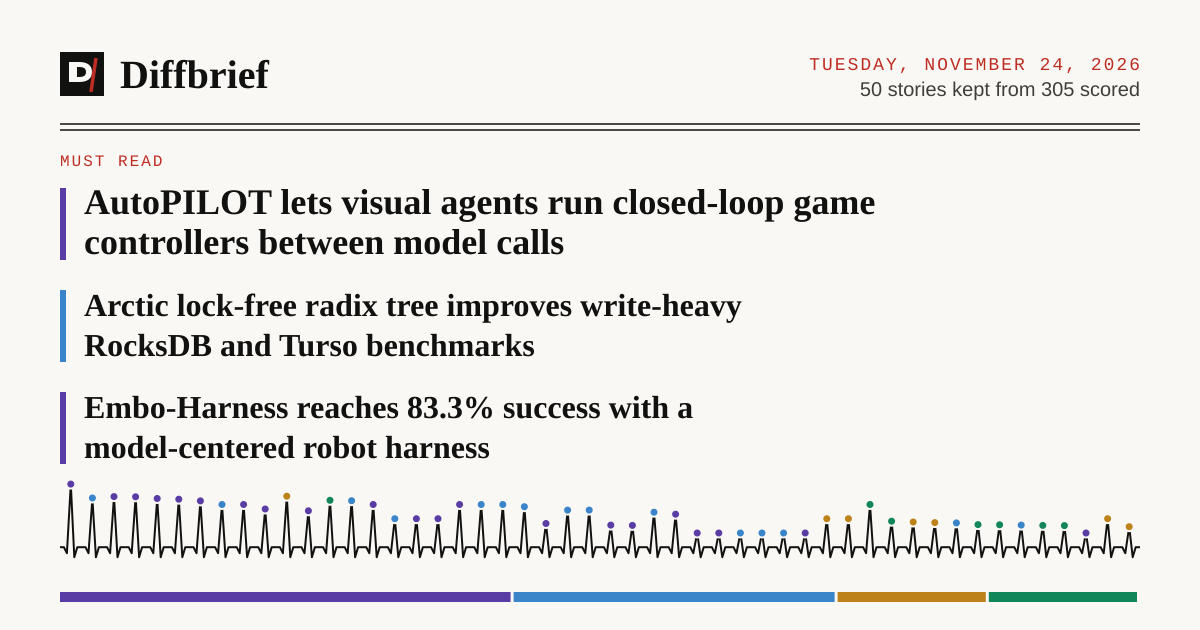 D/ Diffbrief
TUESDAY, NOVEMBER 24, 2026
50 stories kept from 305 scored
MUST READ
AutoPILOT lets visual agents run closed-loop game
controllers between model calls
Arctic lock-free radix tree improves write-heavy
RocksDB and Turso benchmarks
Embo-Harness reaches 83.3% success with a
model-centered robot harness